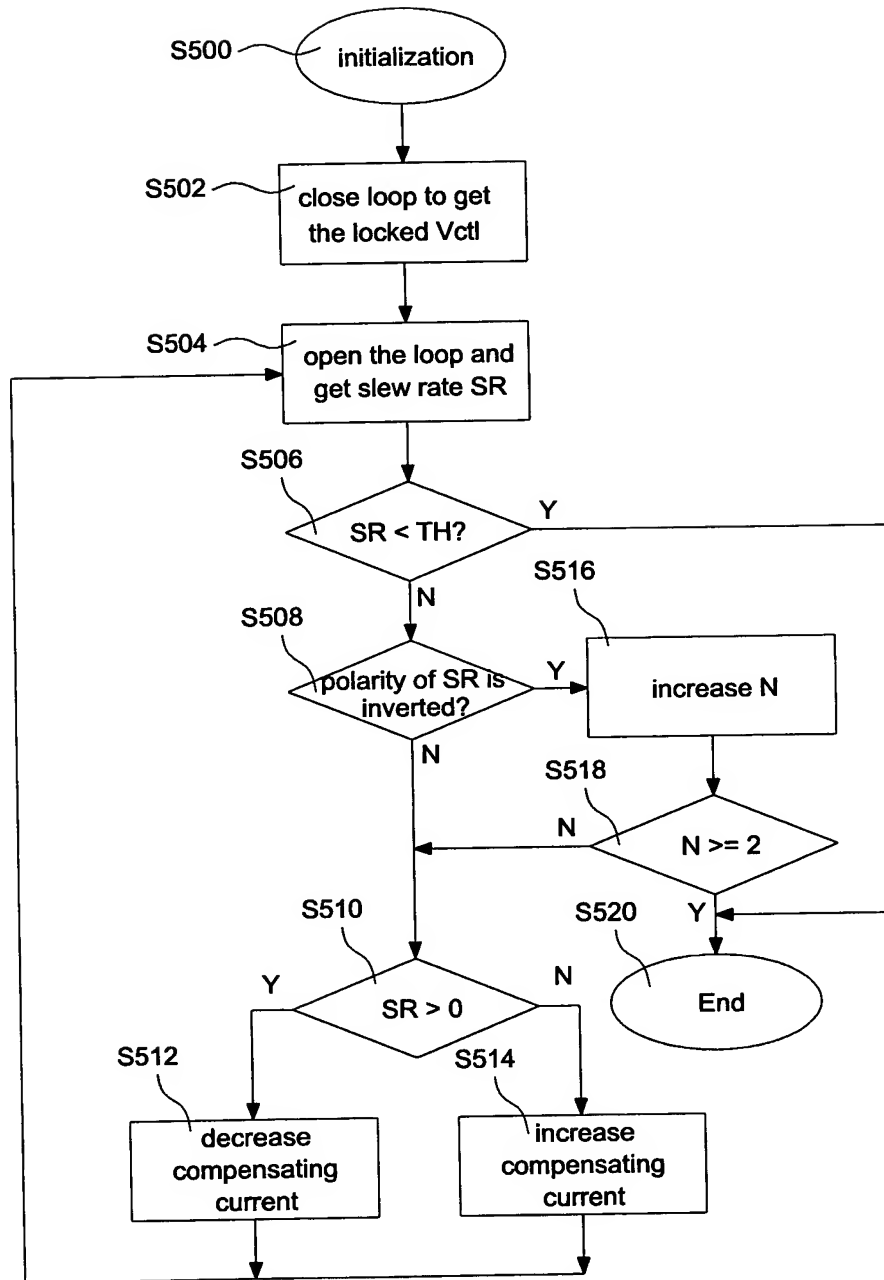 S500
initialization
S502
close loop to get
the locked Vctl
S504
open the loop and
get slew rate SR
S506
SR < TH?
Y
N
S516
S508
polarity of SR is
inverted?
Y
increase N
N
S518
N
N >= 2
S510
S520
Y
Y
N
SR > 0
End
S512
S514
decrease
compensating
current
increase
compensating
current